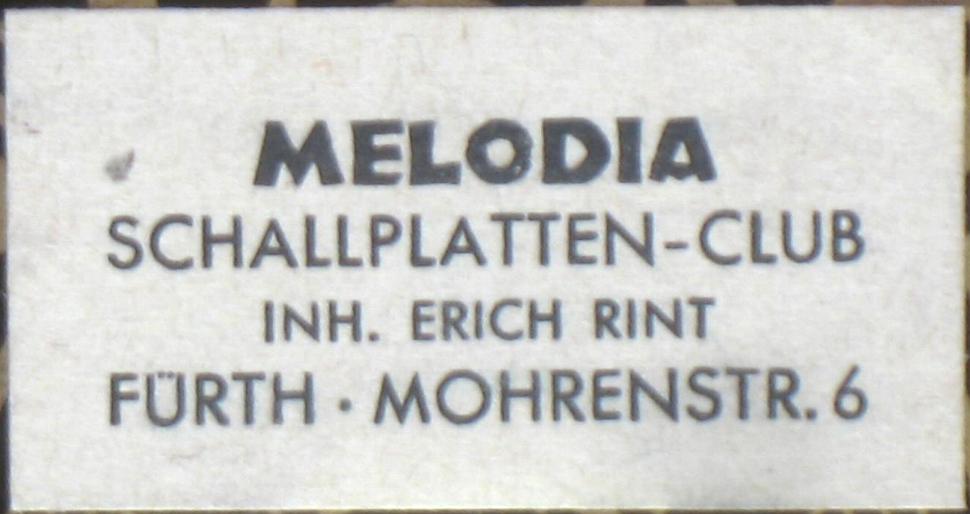 MELODIA
SCHALLPLATTEN-CLUB
INH. ERICH RINT
FÜRTH · MOHRENSTR. 6